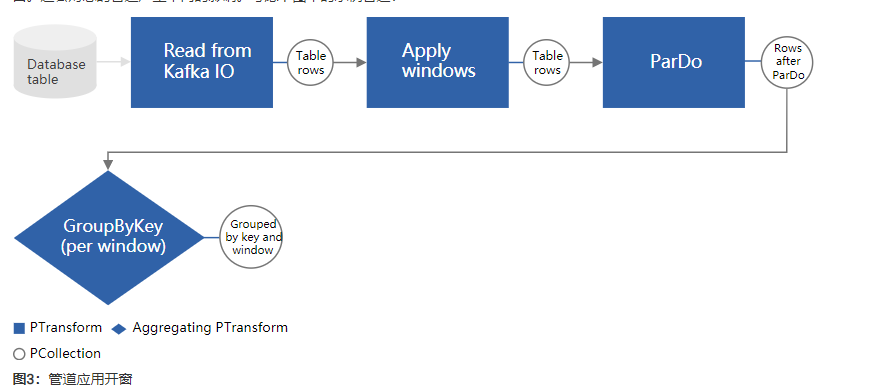 Database
table
Read from
Kafka IO
Table
rows
Apply
windows
Table
rows
ParDo
Rows
after
ParDo
GroupByKey
(per window)
Grouped
by key and
window
PTransform
Aggregating PTransform
PCollection
图3：管道应用开窗